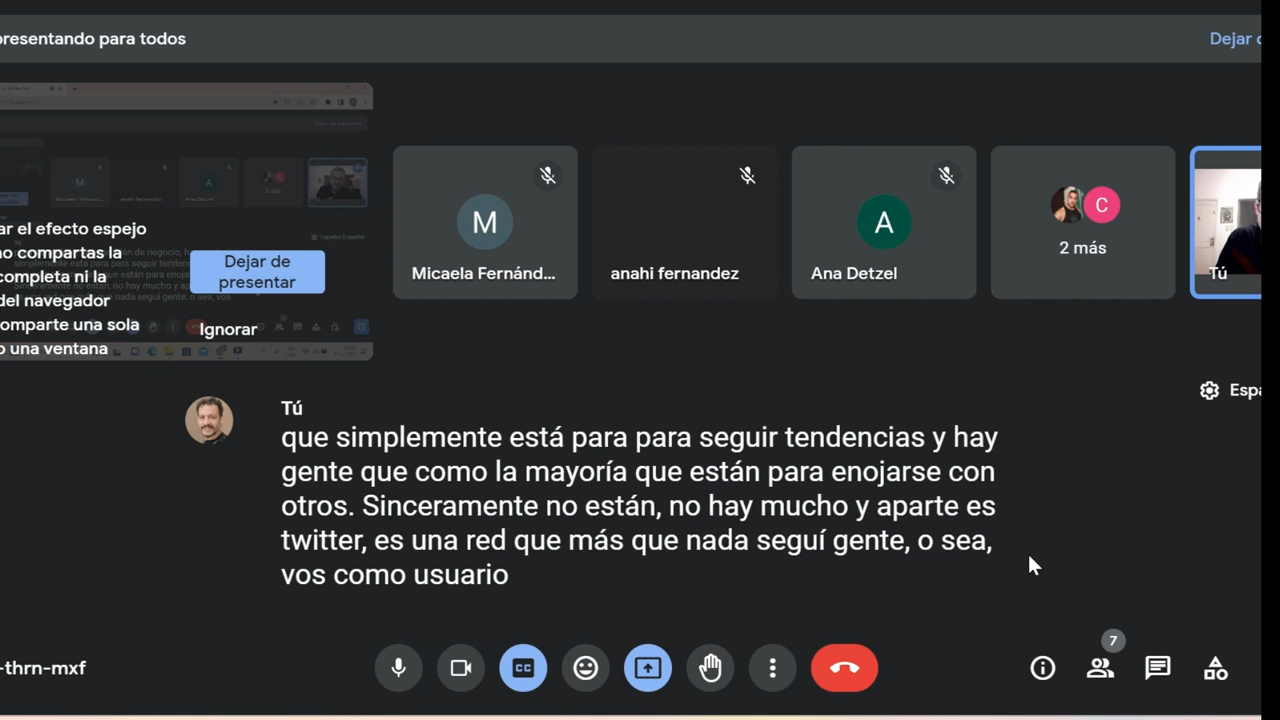 presentando para todos
Dejar
ar el efecto espejo
no compartas la
completa ni la
del navegador
omparte una sola
o una ventana
Dejar de
presentar
Ignorar
M
Micaela Fernánd...
anahi fernandez
A
Ana Detzel
C
2 más
Tú
Espa
Tú
que simplemente está para para seguir tendencias y hay
gente que como la mayoría que están para enojarse con
otros. Sinceramente no están, no hay mucho y aparte es
twitter, es una red que más que nada seguí gente, o sea,
vos como usuario
-thrn-mxf
CC
7